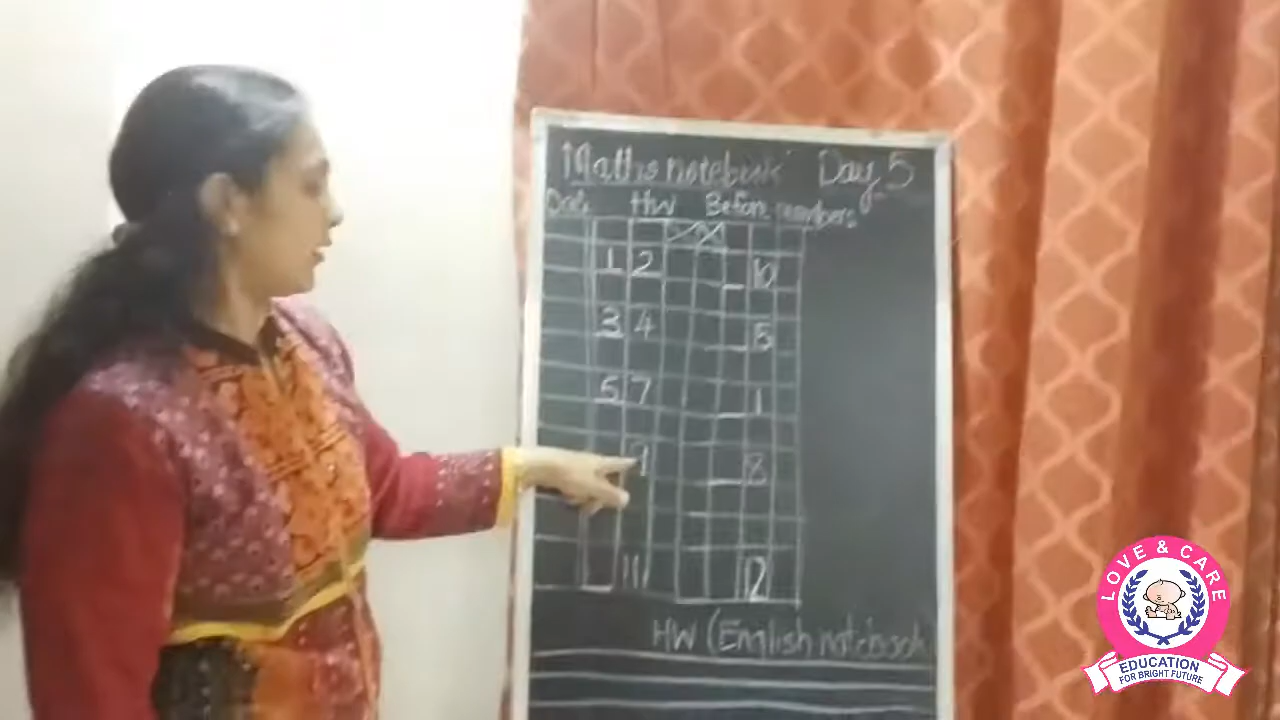 Maths notebook Day 5
Date HW Before numbers
1 2 _ 10
3 4 _ 5
5 7 _ 1
9 _ 8
_ 11 12
HW (English notebook
LOVE & CARE
EDUCATION
FOR BRIGHT FUTURE